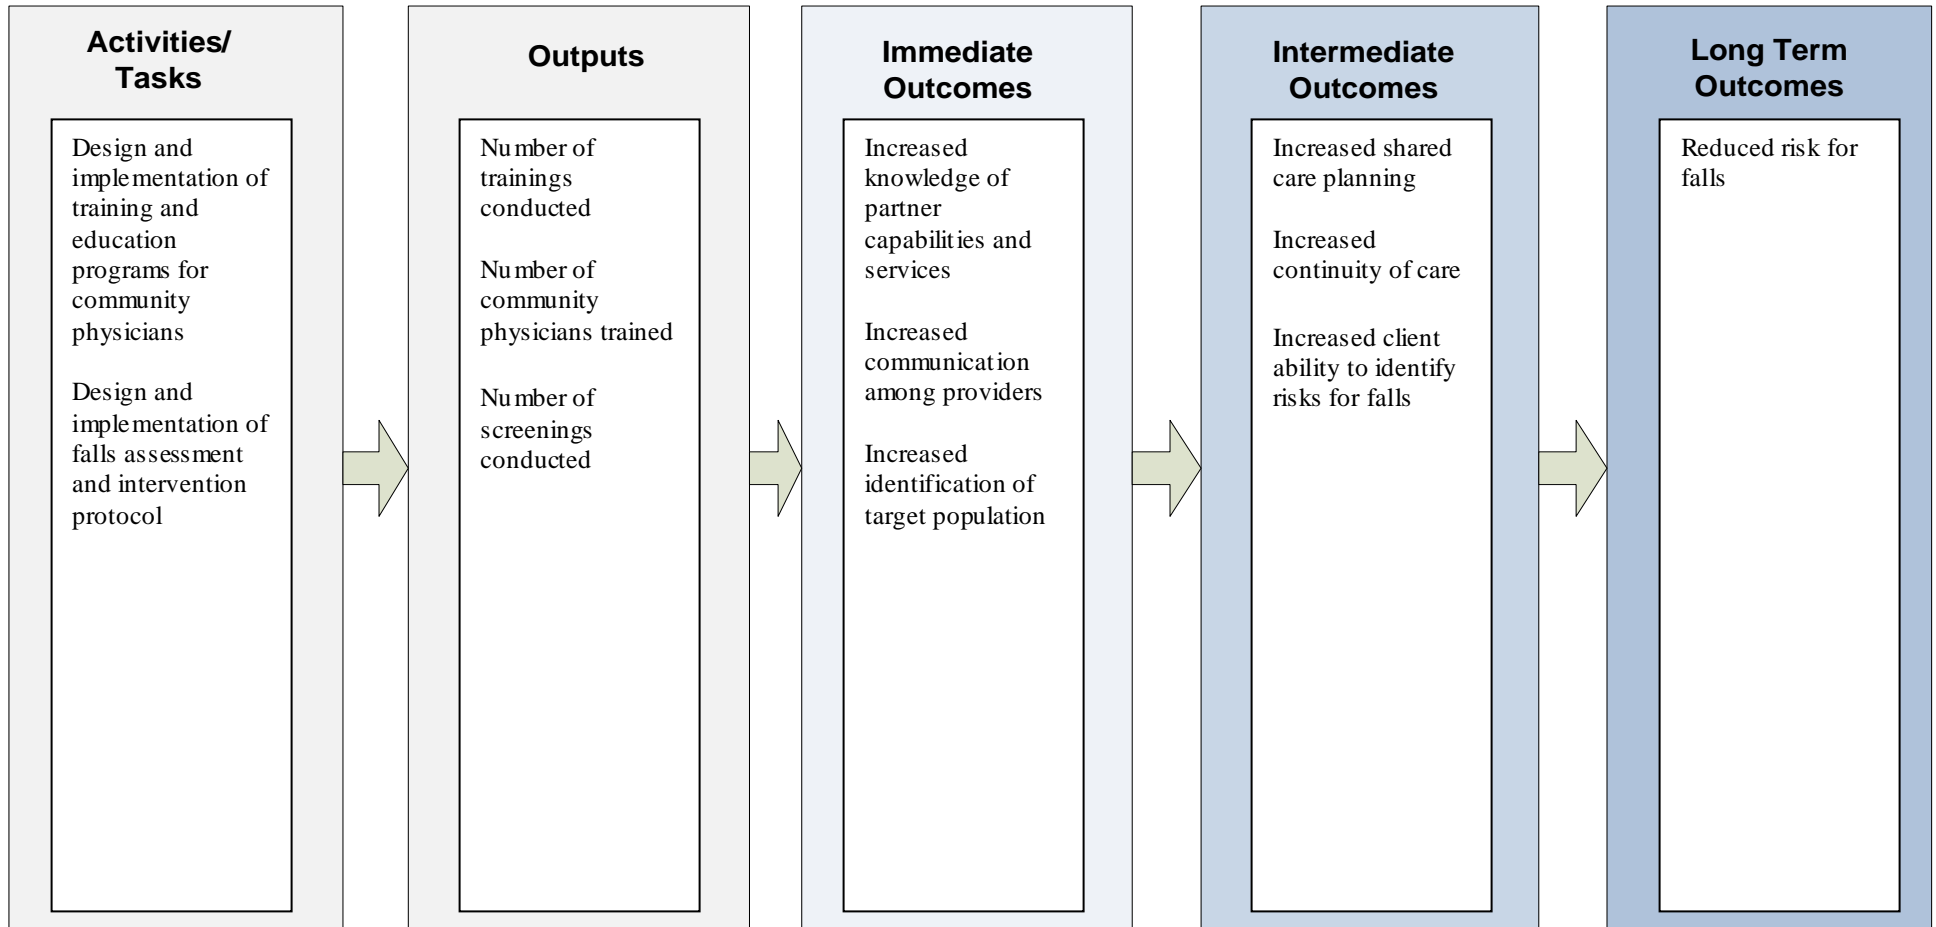 Activities/
Tasks
Design and
implementation of
training and
education
programs for
community
physicians
Design and
implementation of
falls assessment
and intervention
protocol
Outputs
Number of
trainings
conducted
Number of
community
physicians trained
Number of
screenings
conducted
Immediate
Outcomes
Increased
knowledge of
partner
capabilities and
services
Increased
communication
among providers
Increased
identification of
target population
Intermediate
Outcomes
Increased shared
care planning
Increased
continuity of care
Increased client
ability to identify
risks for falls
Long Term
Outcomes
Reduced risk for
falls